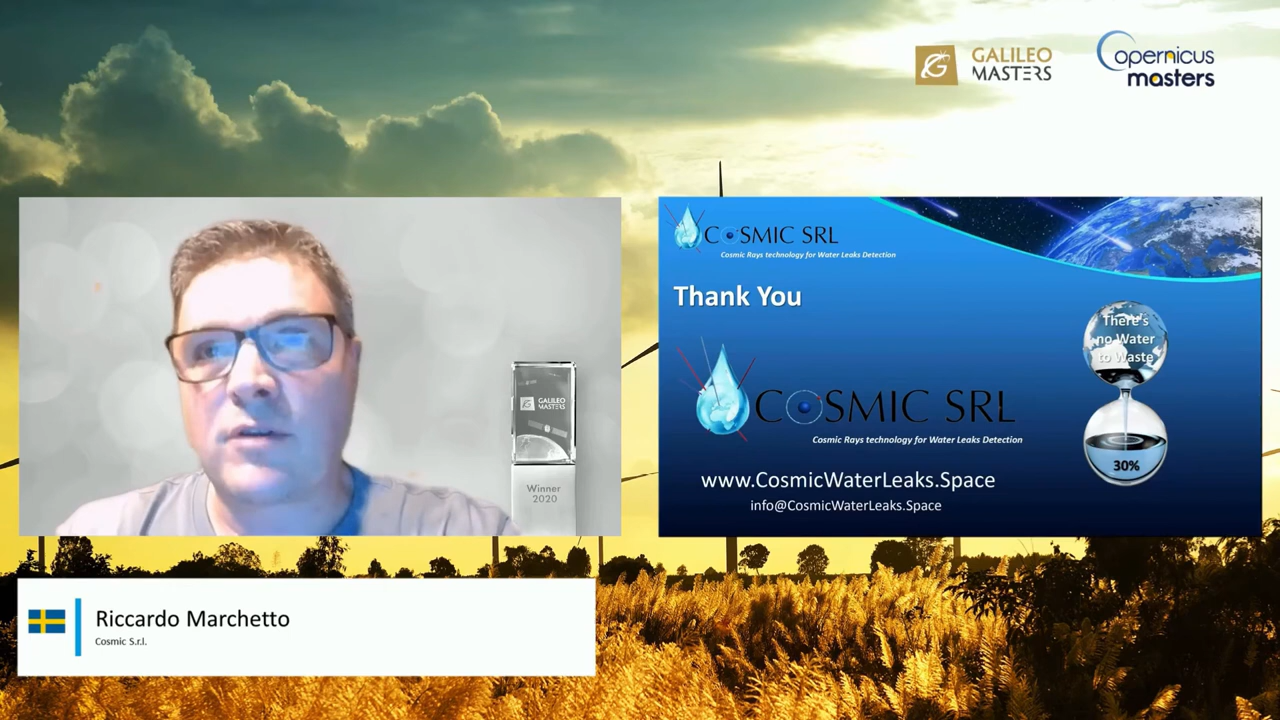 GALILEO
MASTERS
Copernicus
masters
COSMIC SRL
Cosmic Rays technology for Water Leaks Detection
Thank You
There's
no Water
to Waste
COSMIC SRL
Cosmic Rays technology for Water Leaks Detection
30%
www.CosmicWaterLeaks.Space
info@CosmicWaterLeaks.Space
GALILEO
MASTERS
Winner
2020
Riccardo Marchetto
Cosmic S.r.l.